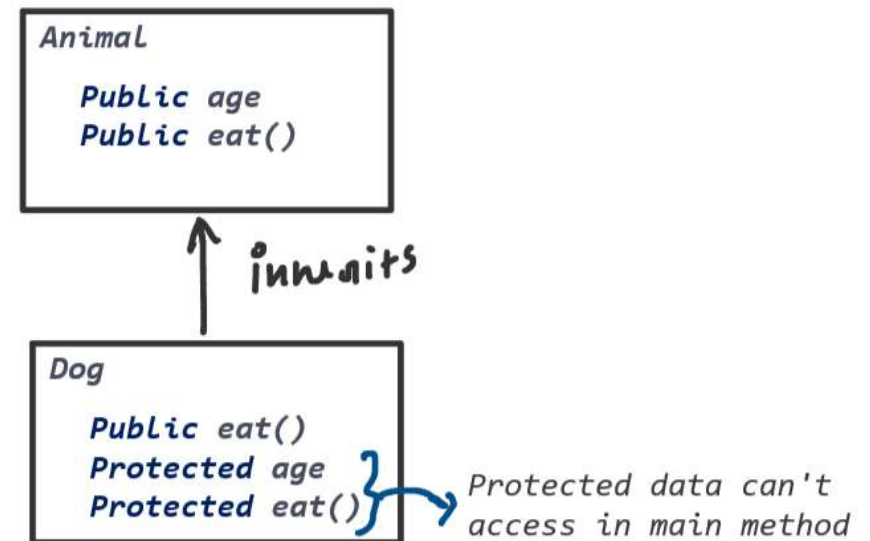 Animal
Public age
Public eat()
inherits
Dog
Public eat()
Protected age
Protected eat()
Protected data can't
access in main method